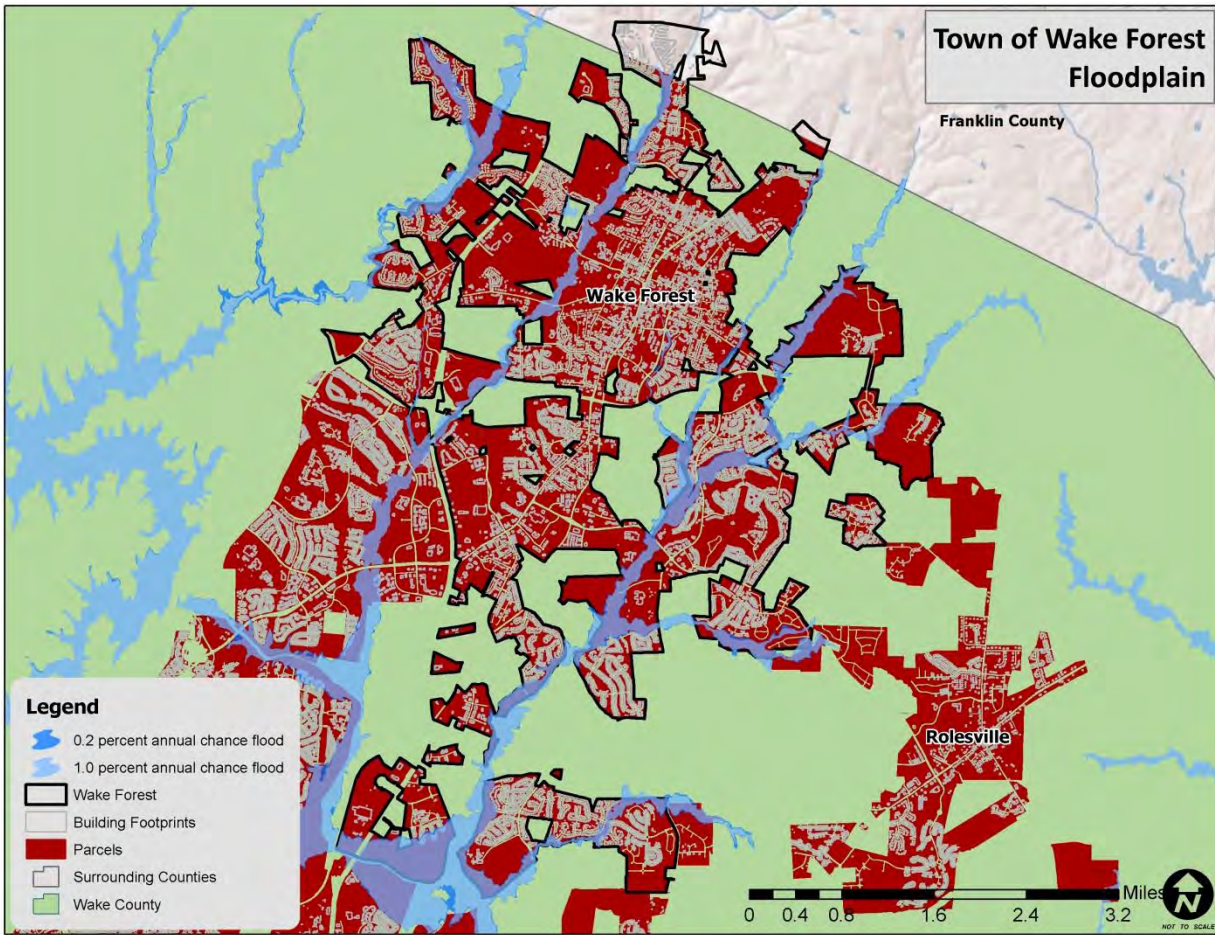 Town of Wake Forest
Floodplain
Franklin County
Wake Forest
Rolesville
Legend
0.2 percent annual chance flood
1.0 percent annual chance flood
Wake Forest
Building Footprints
Parcels
Surrounding Counties
Wake County
Miles
0 0.4 0.8 1.6 2.4 3.2
N
NOT TO SCALE